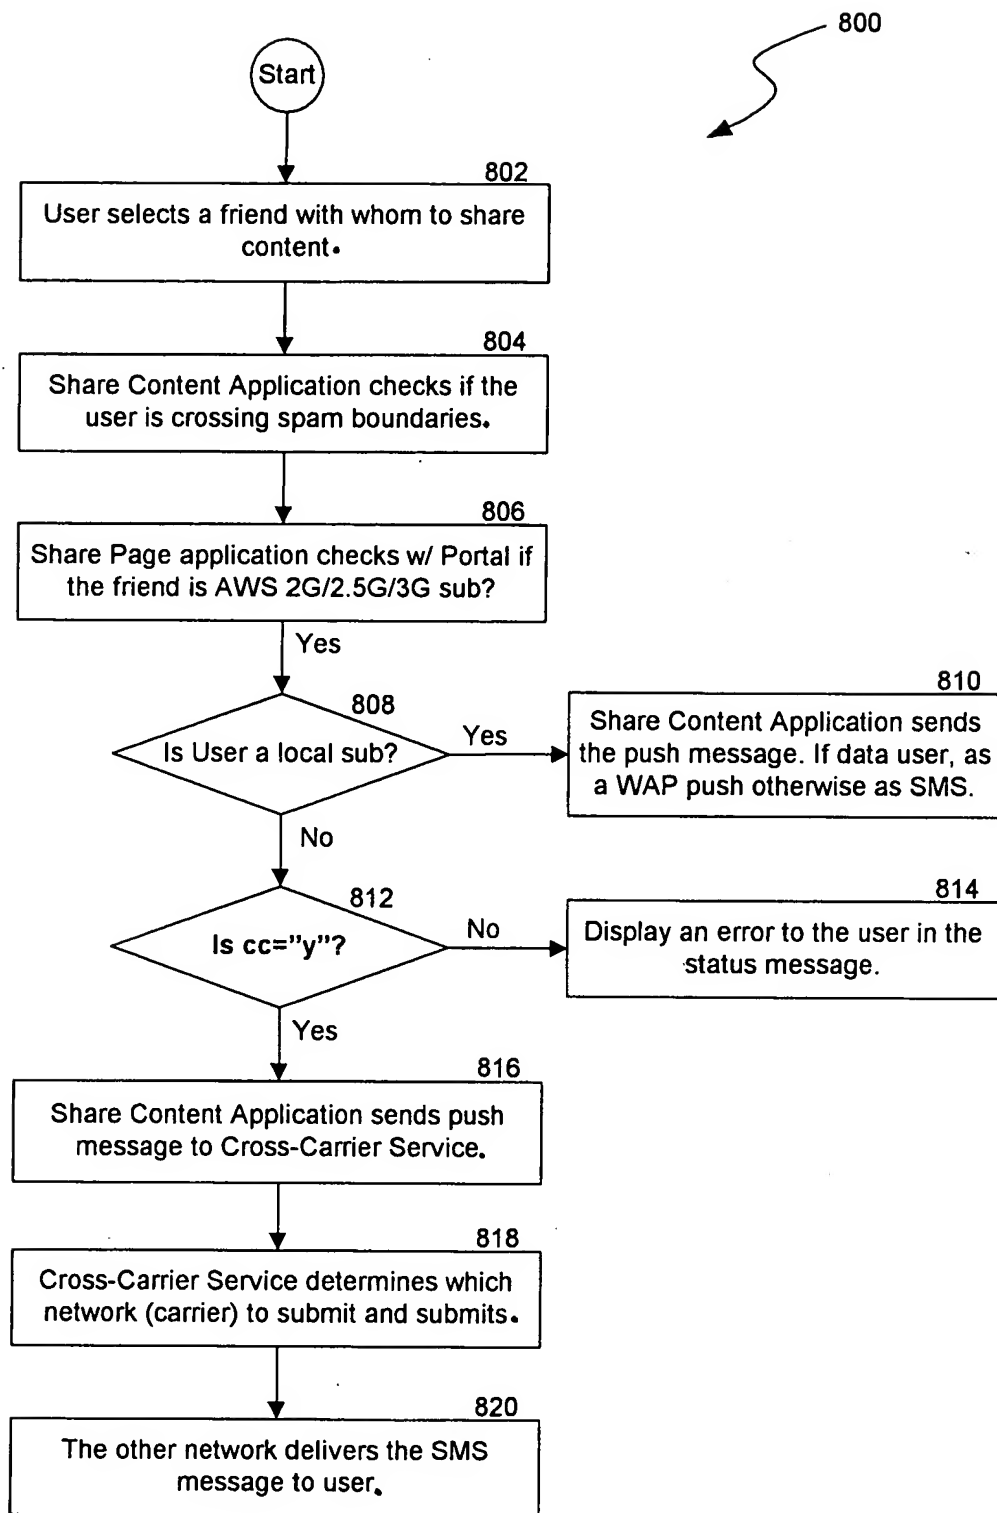 800
Start
802
User selects a friend with whom to share
content.
804
Share Content Application checks if the
user is crossing spam boundaries.
806
Share Page application checks w/ Portal if
the friend is AWS 2G/2.5G/3G sub?
Yes
808
Is User a local sub?
Yes
810
Share Content Application sends
the push message. If data user, as
a WAP push otherwise as SMS.
No
812
Is cc="y"?
No
814
Display an error to the user in the
status message.
Yes
816
Share Content Application sends push
message to Cross-Carrier Service.
818
Cross-Carrier Service determines which
network (carrier) to submit and submits.
820
The other network delivers the SMS
message to user.